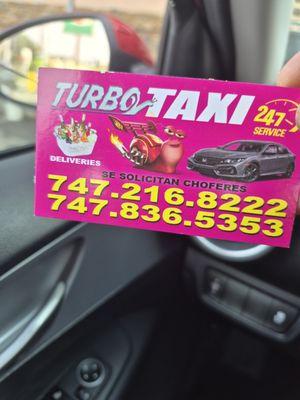 TURBO TAXI
24/7
SERVICE
DELIVERIES
SE SOLICITAN CHOFERES
747.216.8222
747.836.5353